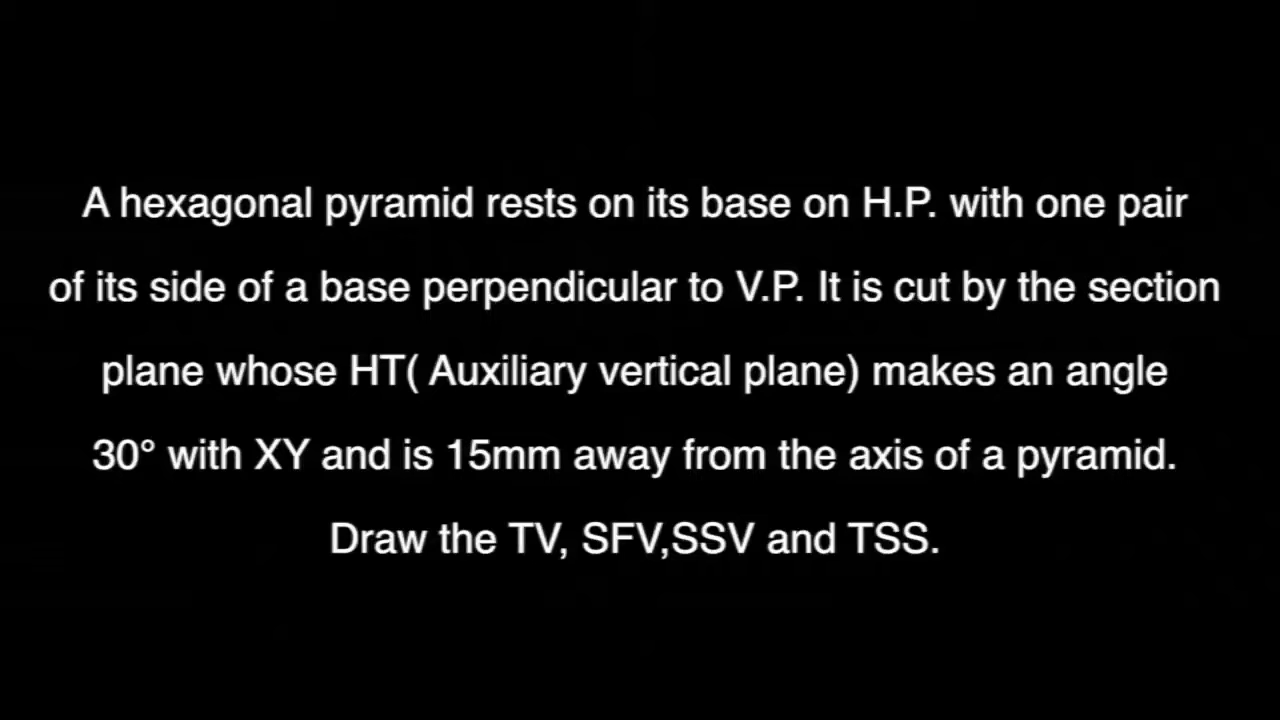 A hexagonal pyramid rests on its base on H.P. with one pair
of its side of a base perpendicular to V.P. It is cut by the section
plane whose HT( Auxiliary vertical plane) makes an angle
30° with XY and is 15mm away from the axis of a pyramid.
Draw the TV, SFV,SSV and TSS.